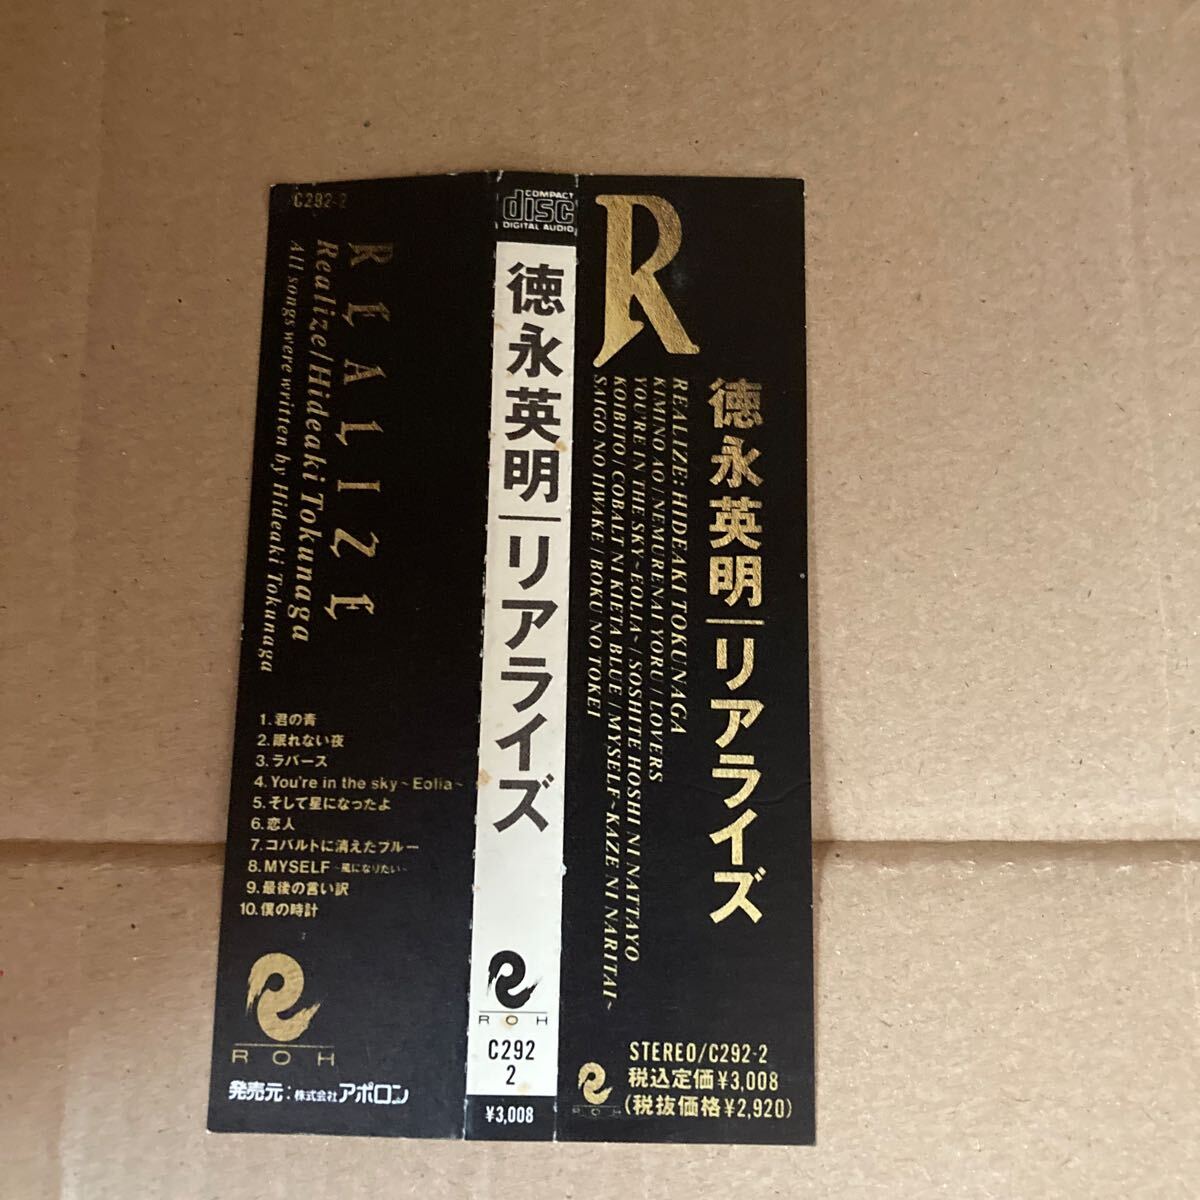 C292-2
REALIZE
Realize/Hideaki Tokunaga
All songs were written by Hideaki Tokunaga
1.君の青
2.眠れない夜
3.ラバース
4.You're in the sky~Eolia~
5.そして星になったよ
6.恋人
7.コバルトに消えたブルー
8.MYSELF~風になりたい~
9.最後の言い訳
10.僕の時計
ROH
発売元:株式会社アポロン
COMPACT
disc
DIGITAL AUDIO
徳永英明|リアライズ
ROH
C292
2
¥3,008
R
徳永英明|リアライズ
REALIZE:HIDEAKI TOKUNAGA
KIMI NO AO/NEMURENAI YORU/LOVERS
YOU'RE IN THE SKY~EOLIA~/SOSHITE HOSHI NI NATTAYO
KOIBITO/COBALT NI KIETA BLUE/MYSELF~KAZE NI NARITAI~
SAIGO NO IIWAKE/BOKU NO TOKEI
STEREO/C292-2
税込定価¥3,008
(税抜価格¥2,920)
ROH